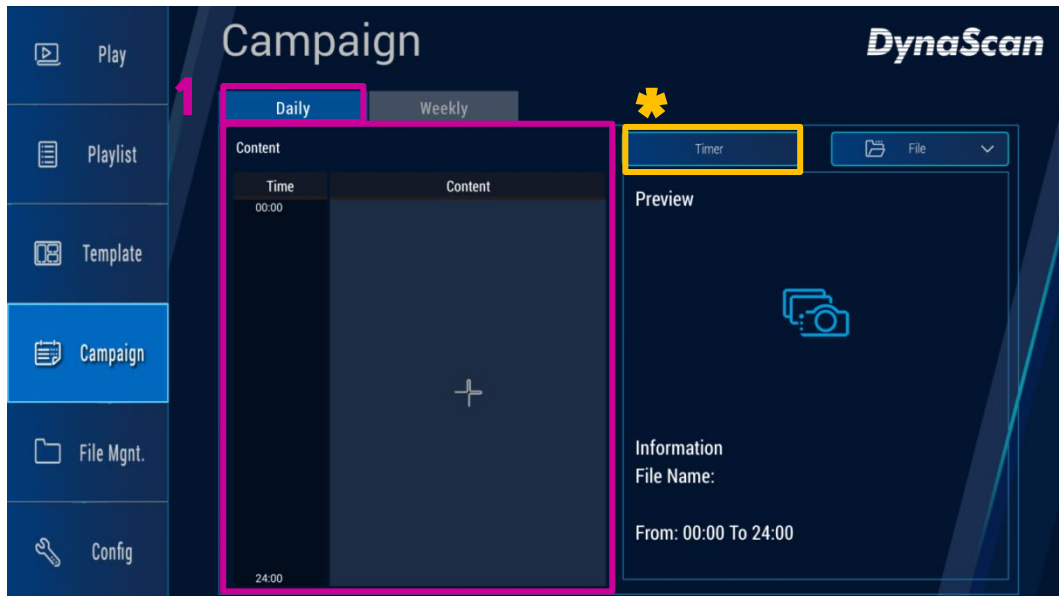 Play
Playlist
Template
Campaign
File Mgnt.
Config
Campaign
DynaScan
1
Daily
Weekly
*
Content
Time
Content
00:00
24:00
Timer
File
Preview
Information
File Name:
From: 00:00 To 24:00